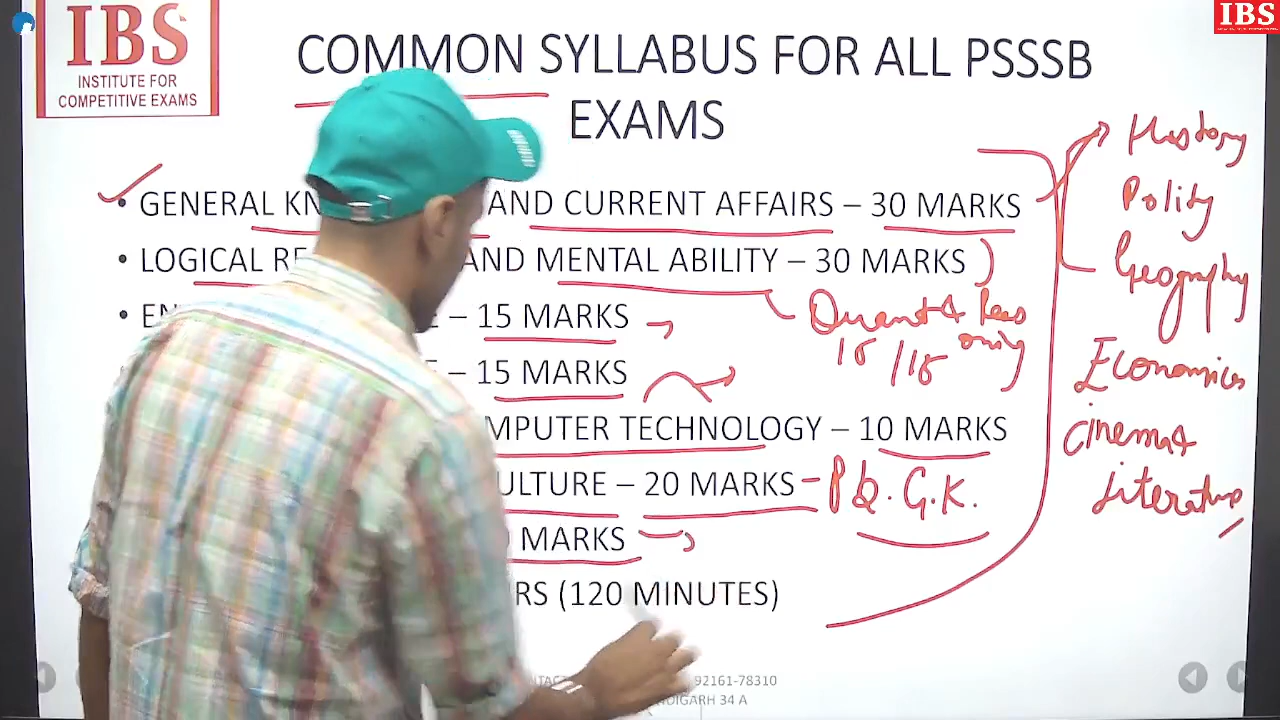 IBS
INSTITUTE FOR
COMPETITIVE EXAMS
IBS
COMMON SYLLABUS FOR ALL PSSSB
EXAMS
• GENERAL KN AND CURRENT AFFAIRS – 30 MARKS
• LOGICAL RE AND MENTAL ABILITY – 30 MARKS
• EN – 15 MARKS
– 15 MARKS
MPUTER TECHNOLOGY – 10 MARKS
ULTURE – 20 MARKS
MARKS
RS (120 MINUTES)
Quant & Reas
only
15/15
Pb. G.K.
History
Polity
Geography
Economics
Cinema &
Literature
92161-78310
DIGARH 34 A